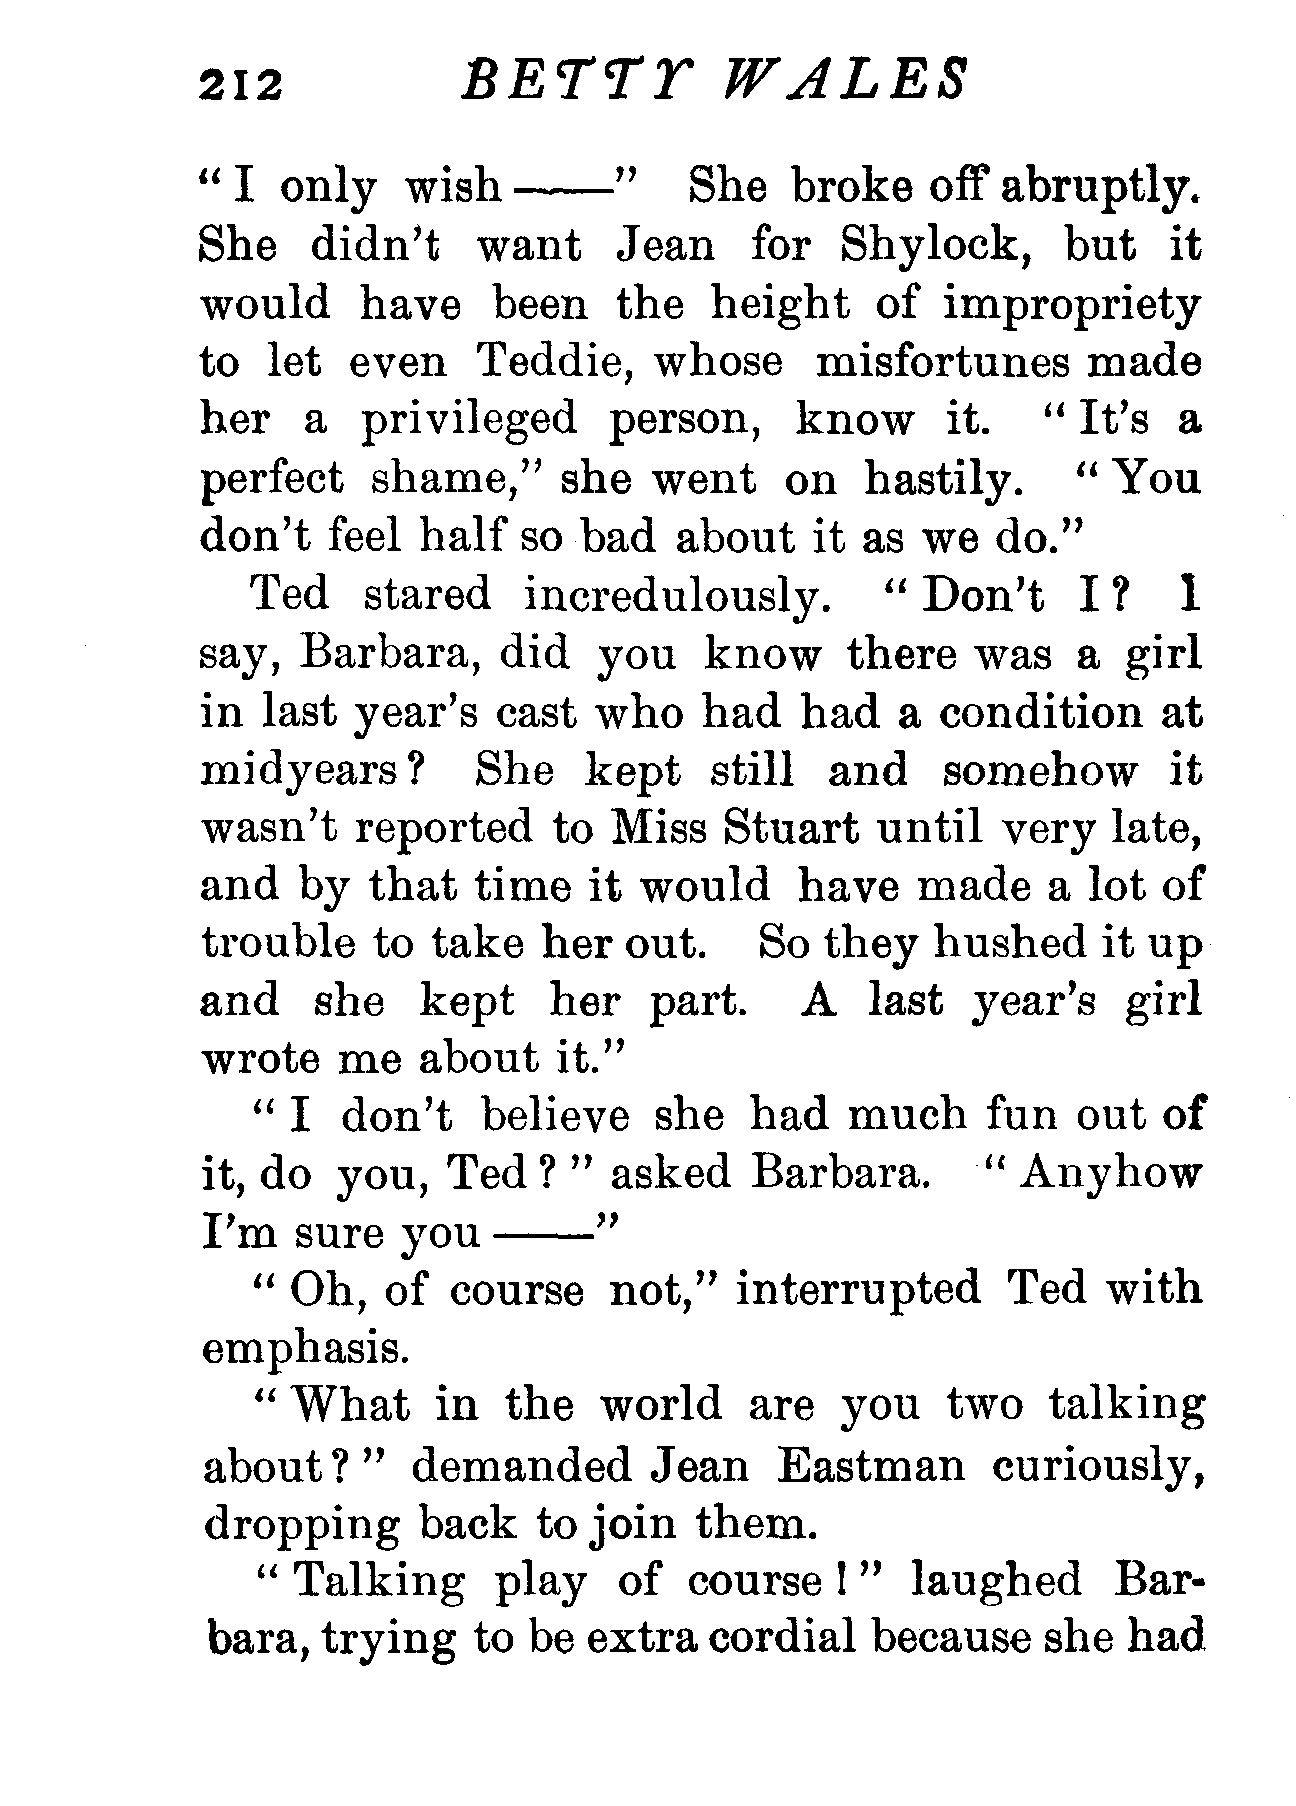 212 BETTY WALES
“ I only wish ——” She broke off abruptly.
She didn’t want Jean for Shylock, but it
would have been the height of impropriety
to let even Teddie, whose misfortunes made
her a privileged person, know it. “ It’s a
perfect shame,” she went on hastily. “ You
don’t feel half so bad about it as we do.”
Ted stared incredulously. “ Don’t I ? I
say, Barbara, did you know there was a girl
in last year’s cast who had had a condition at
midyears ? She kept still and somehow it
wasn’t reported to Miss Stuart until very late,
and by that time it would have made a lot of
trouble to take her out. So they hushed it up
and she kept her part. A last year’s girl
wrote me about it.”
“ I don’t believe she had much fun out of
it, do you, Ted ? ” asked Barbara. “ Anyhow
I’m sure you ——”
“ Oh, of course not,” interrupted Ted with
emphasis.
“ What in the world are you two talking
about ? ” demanded Jean Eastman curiously,
dropping back to join them.
“ Talking play of course ! ” laughed Bar-
bara, trying to be extra cordial because she had